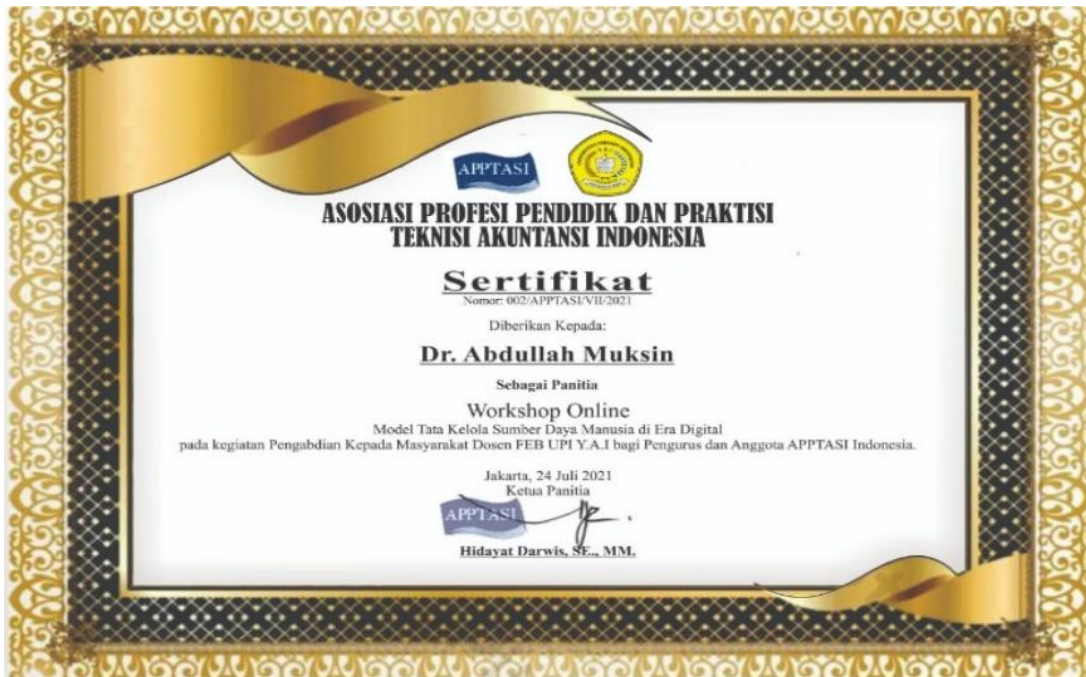 APPTASI
ASOSIASI PROFESI PENDIDIK DAN PRAKTISI
TEKNISI AKUNTANSI INDONESIA
Sertifikat
Nomor: 002/APPTASI/VII/2021
Diberikan Kepada:
Dr. Abdullah Muksin
Sebagai Panitia
Workshop Online
Model Tata Kelola Sumber Daya Manusia di Era Digital
pada kegiatan Pengabdian Kepada Masyarakat Dosen FEB UPI Y.A.I bagi Pengurus dan Anggota APPTASI Indonesia.
Jakarta, 24 Juli 2021
Ketua Panitia
APPTASI
Hidayat Darwis, SE., MM.